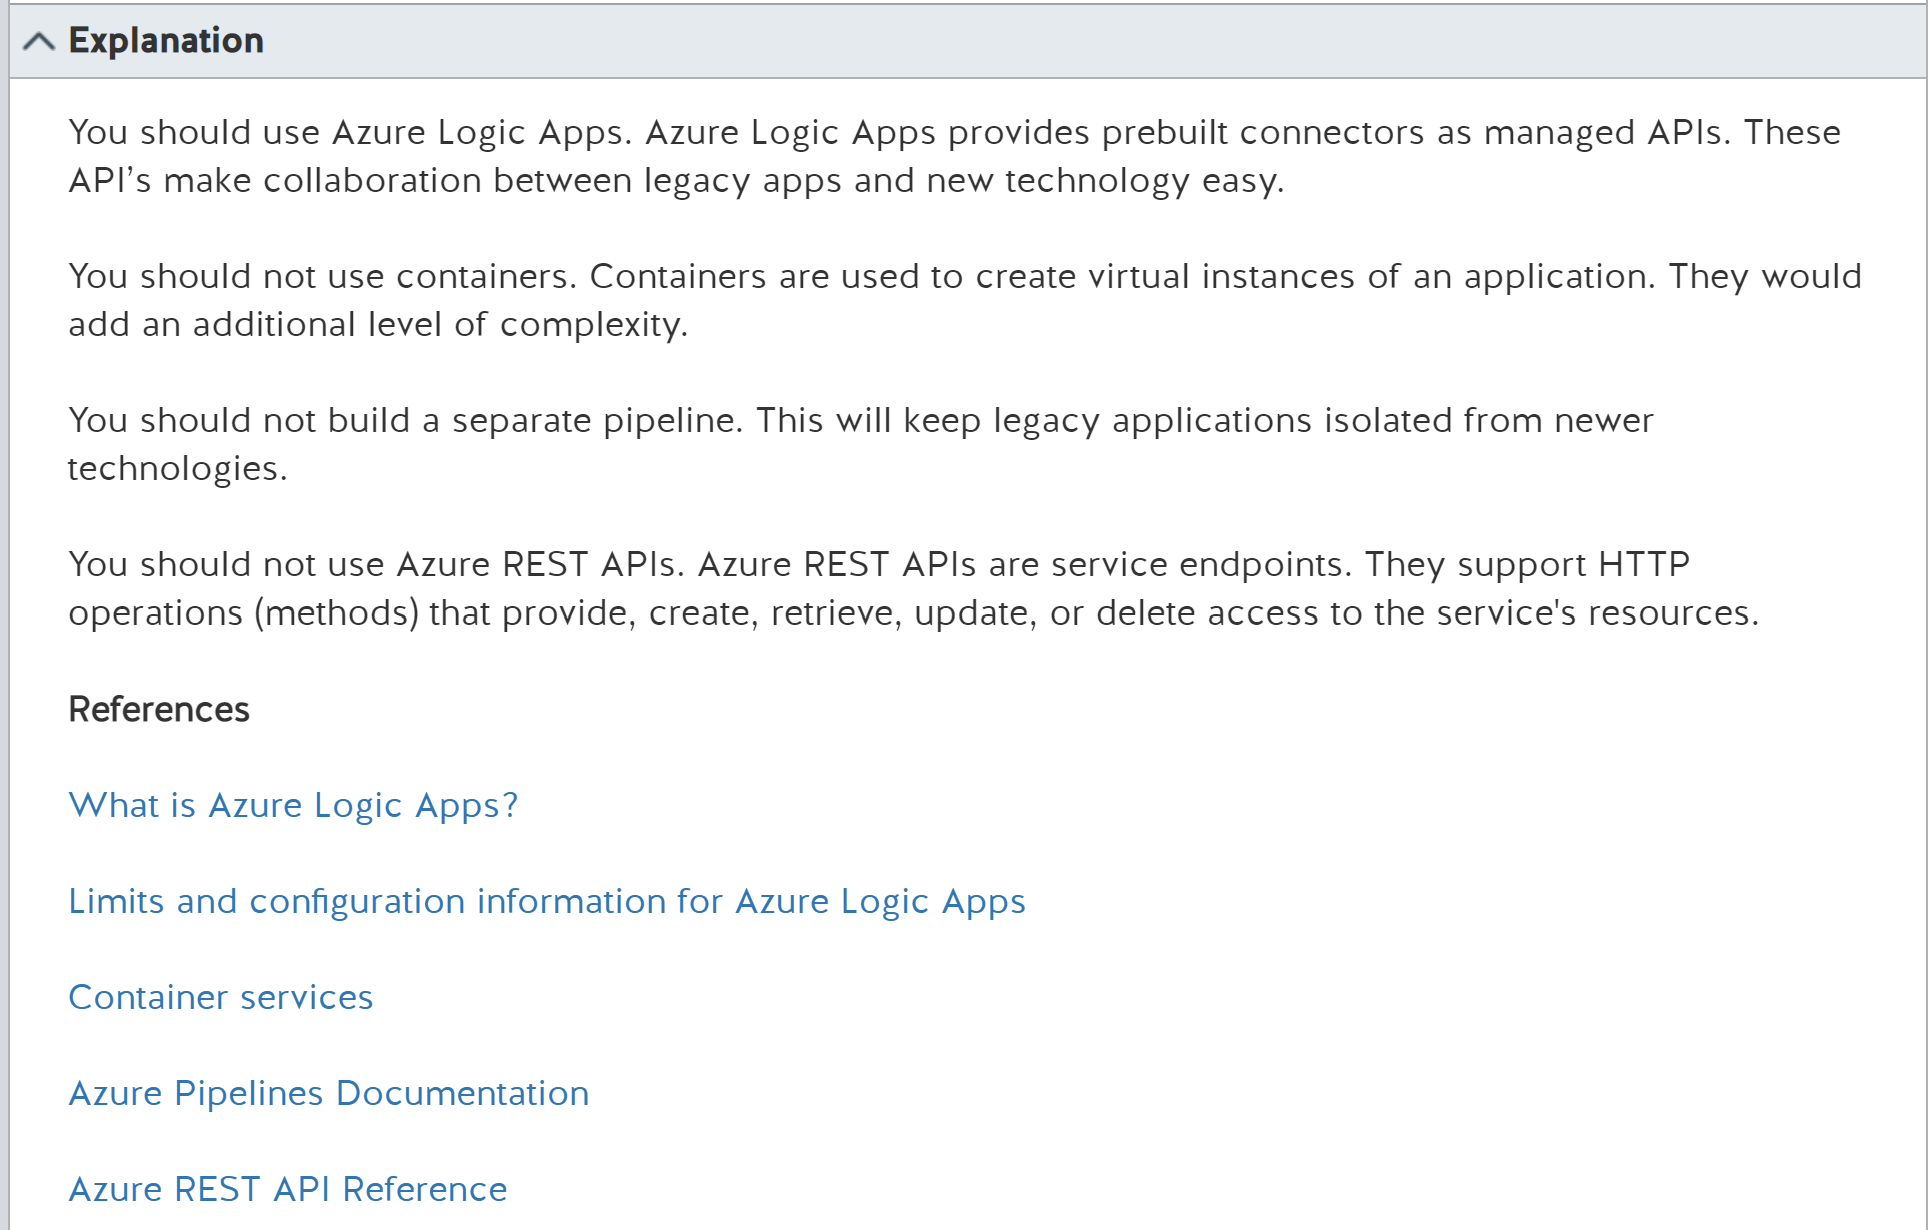 Explanation
You should use Azure Logic Apps. Azure Logic Apps provides prebuilt connectors as managed APIs. These
API’s make collaboration between legacy apps and new technology easy.
You should not use containers. Containers are used to create virtual instances of an application. They would
add an additional level of complexity.
You should not build a separate pipeline. This will keep legacy applications isolated from newer
technologies.
You should not use Azure REST APIs. Azure REST APIs are service endpoints. They support HTTP
operations (methods) that provide, create, retrieve, update, or delete access to the service's resources.
References
What is Azure Logic Apps?
Limits and configuration information for Azure Logic Apps
Container services
Azure Pipelines Documentation
Azure REST API Reference